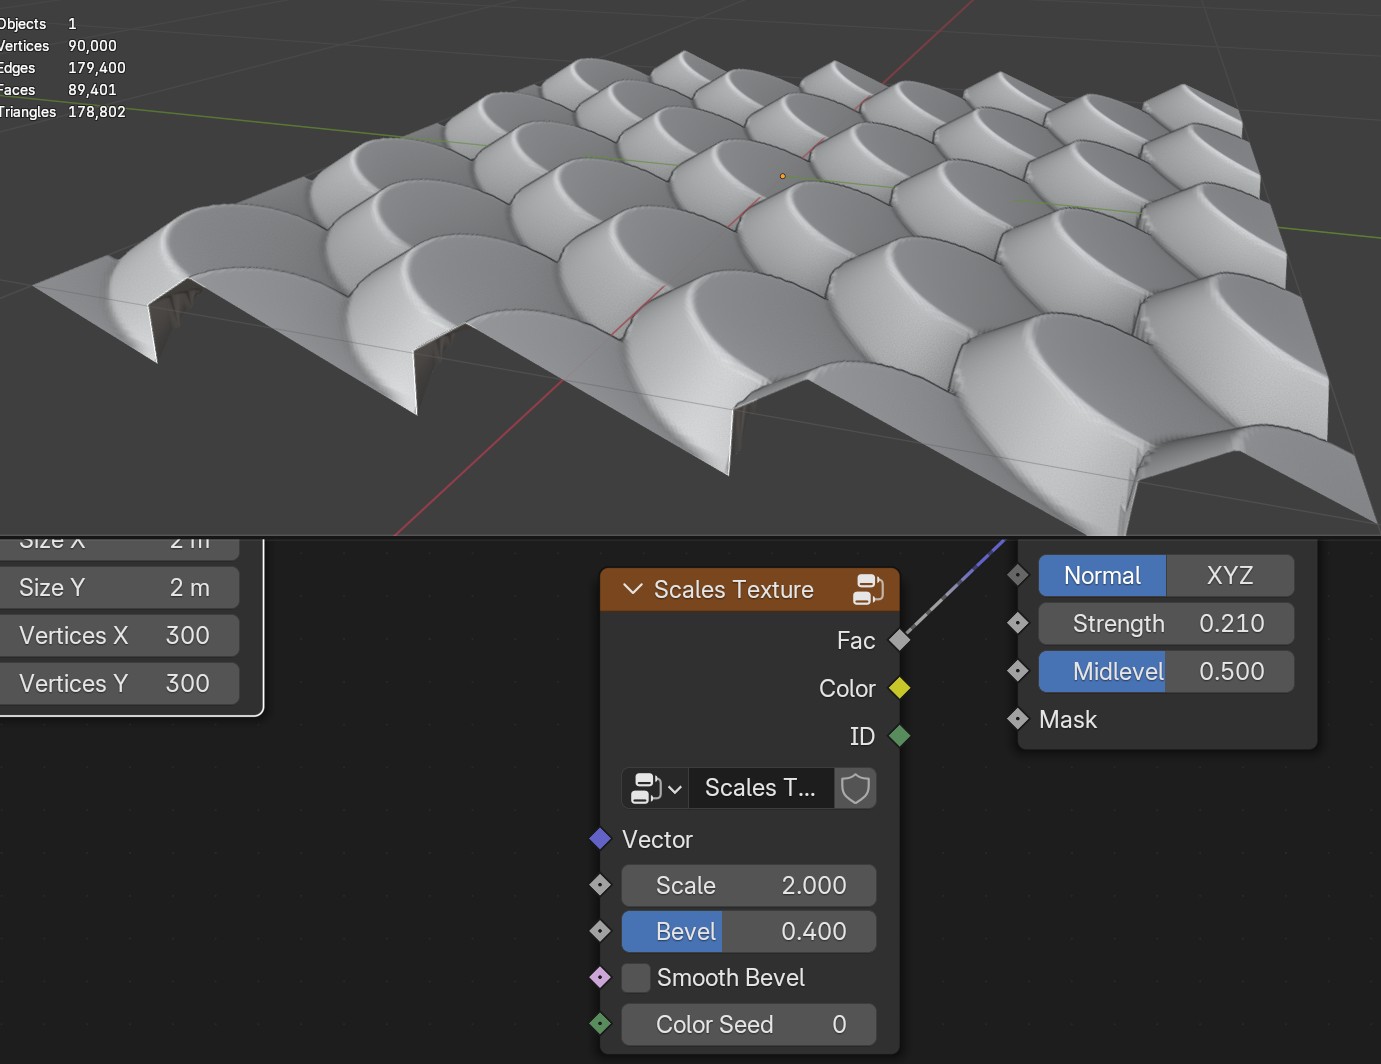 Objects 1
Vertices 90,000
Edges 179,400
Faces 89,401
Triangles 178,802
Size X 2 m
Size Y 2 m
Vertices X 300
Vertices Y 300
Scales Texture
Fac
Color
ID
Scales T...
Vector
Scale 2.000
Bevel 0.400
Smooth Bevel
Color Seed 0
Normal XYZ
Strength 0.210
Midlevel 0.500
Mask